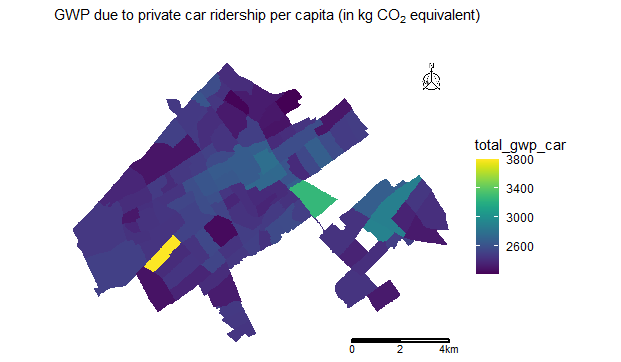 GWP due to private car ridership per capita (in kg CO₂ equivalent)
N
total_gwp_car
3800
3400
3000
2600
0 2 4km